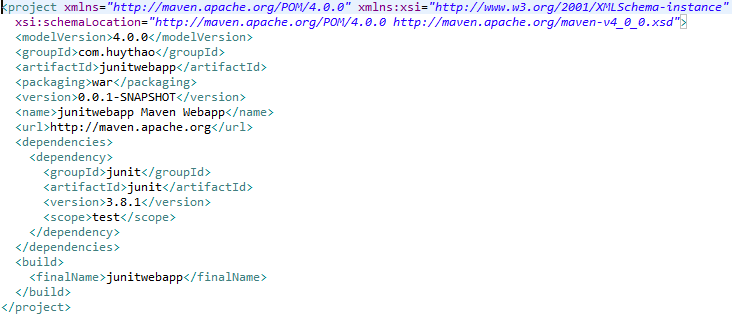 <project xmlns="http://maven.apache.org/POM/4.0.0" xmlns:xsi="http://www.w3.org/2001/XMLSchema-instance"
  xsi:schemaLocation="http://maven.apache.org/POM/4.0.0 http://maven.apache.org/maven-v4_0_0.xsd">
  <modelVersion>4.0.0</modelVersion>
  <groupId>com.huythao</groupId>
  <artifactId>junitwebapp</artifactId>
  <packaging>war</packaging>
  <version>0.0.1-SNAPSHOT</version>
  <name>junitwebapp Maven Webapp</name>
  <url>http://maven.apache.org</url>
  <dependencies>
    <dependency>
      <groupId>junit</groupId>
      <artifactId>junit</artifactId>
      <version>3.8.1</version>
      <scope>test</scope>
    </dependency>
  </dependencies>
  <build>
    <finalName>junitwebapp</finalName>
  </build>
</project>